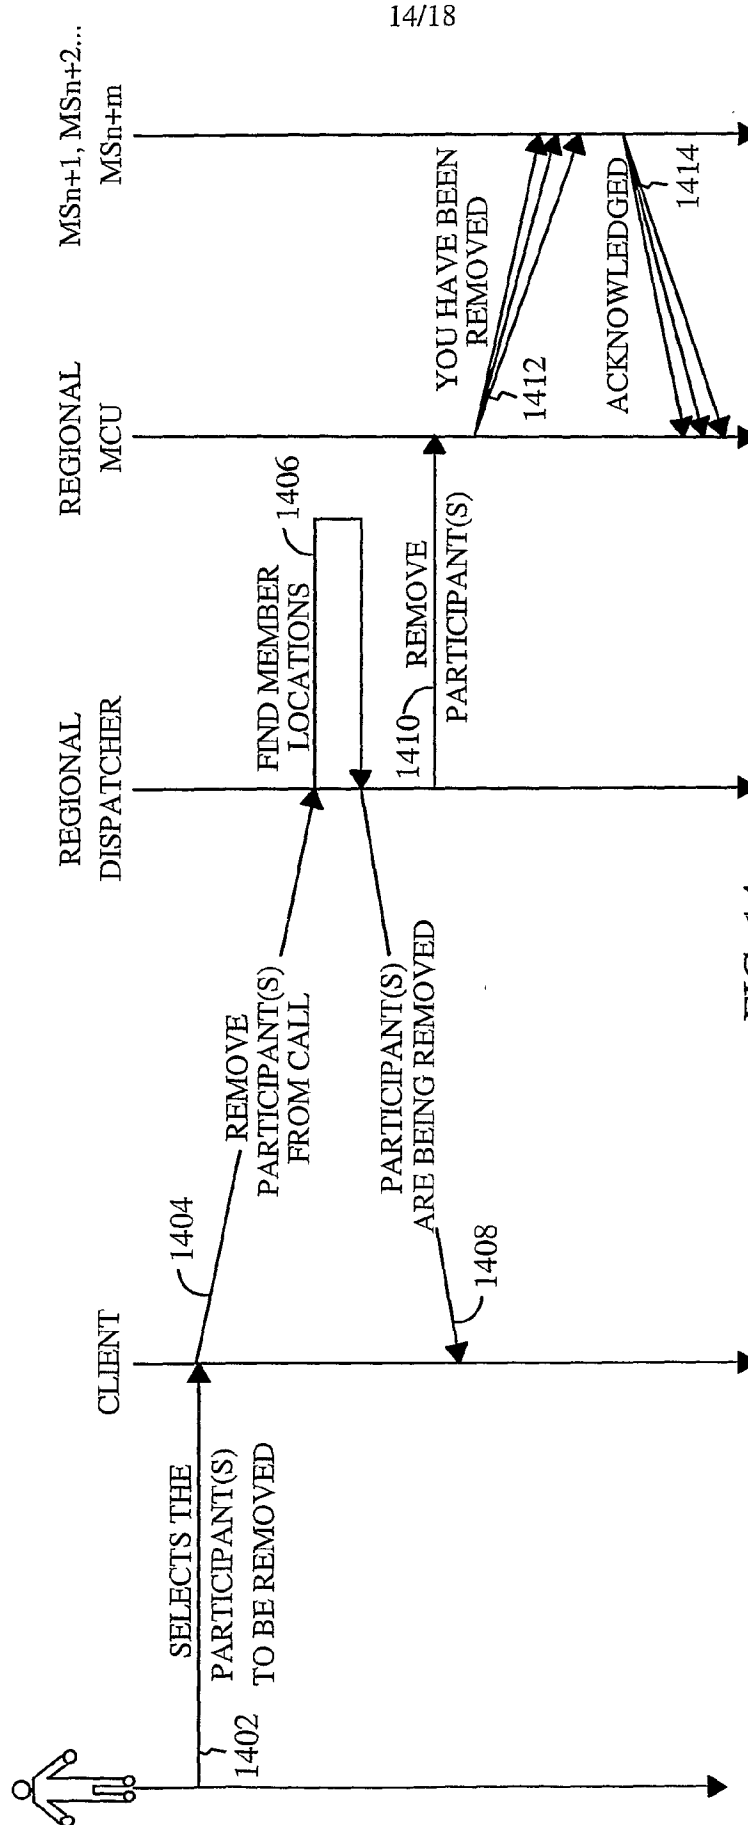 14/18
CLIENT
REGIONAL
DISPATCHER
REGIONAL
MCU
MSn+1, MSn+2...
MSn+m
SELECTS THE
PARTICIPANT(S)
TO BE REMOVED
1402
1404
REMOVE
PARTICIPANT(S)
FROM CALL
FIND MEMBER
LOCATIONS
1406
PARTICIPANT(S)
ARE BEING REMOVED
1408
1410
REMOVE
PARTICIPANT(S)
YOU HAVE BEEN
REMOVED
1412
ACKNOWLEDGED
1414